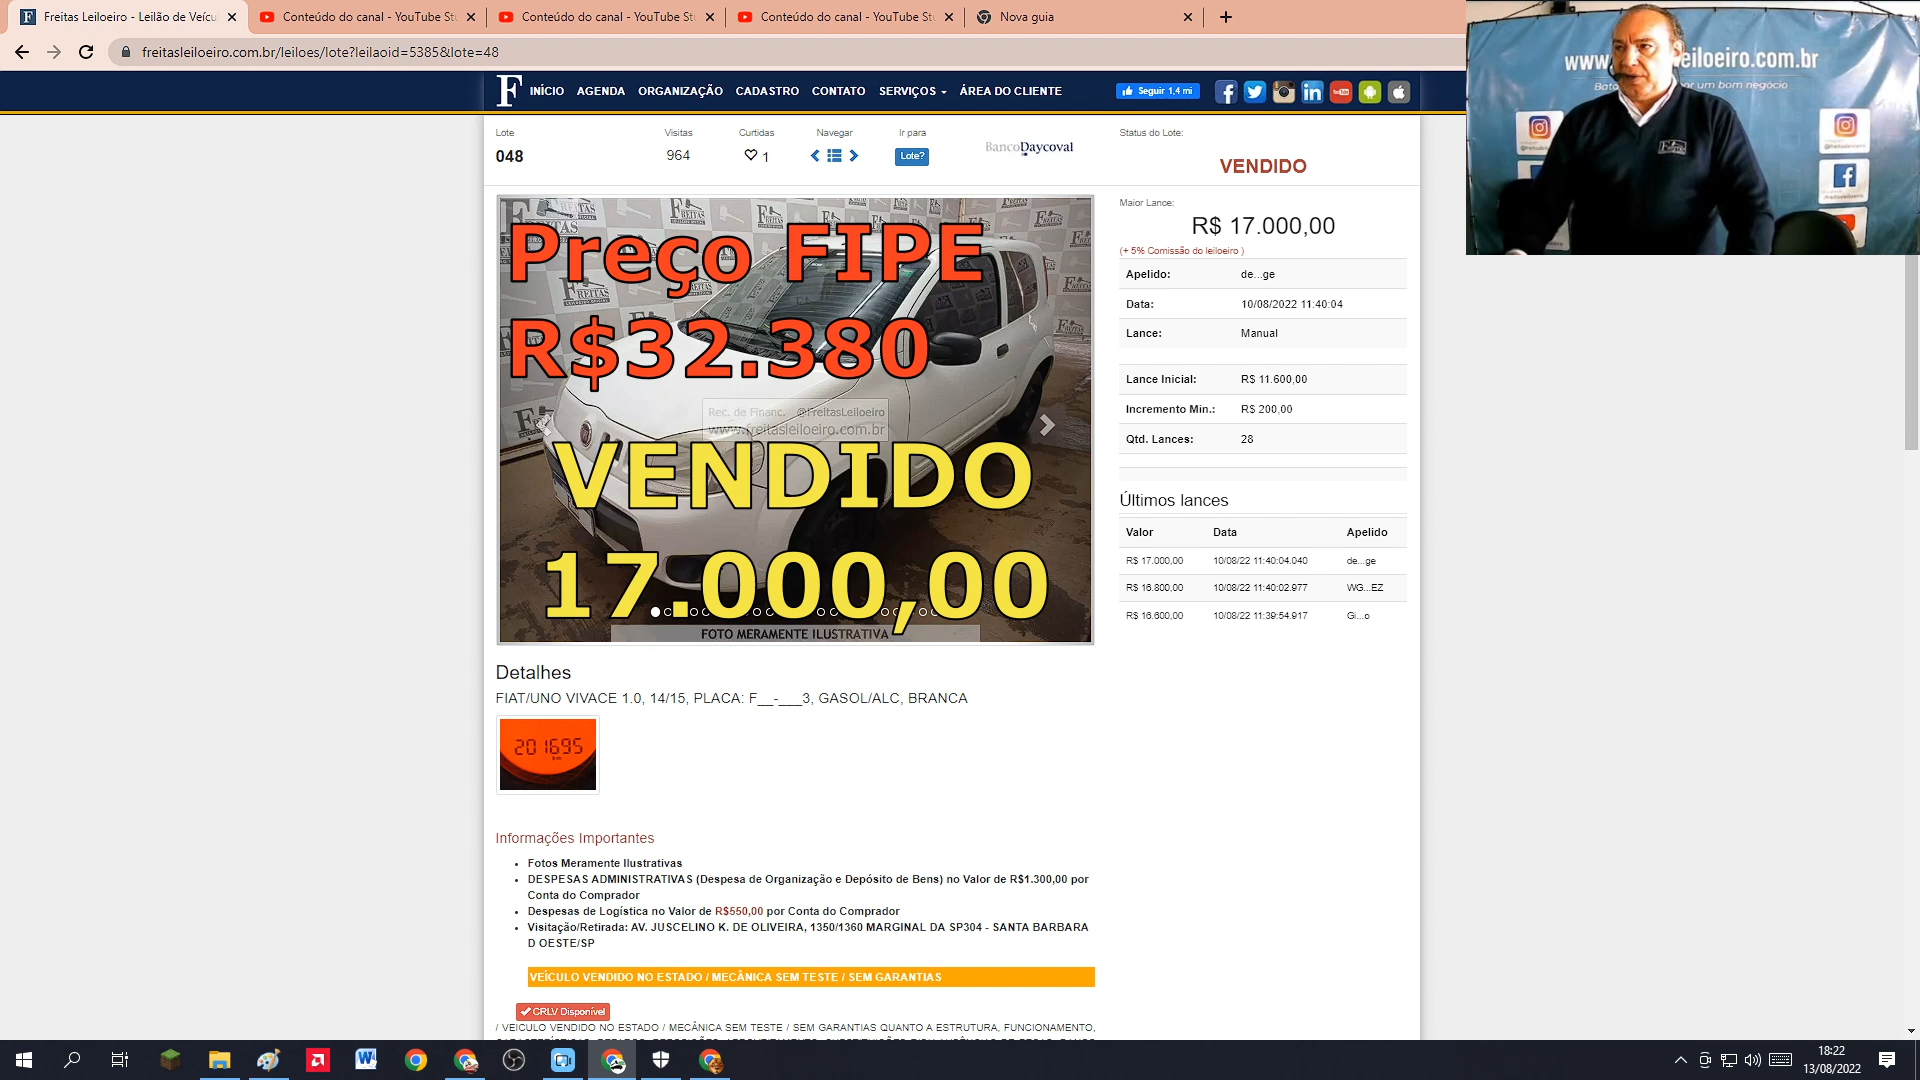 Freitas Leiloeiro - Leilão de Veícu
Conteúdo do canal - YouTube St
Conteúdo do canal - YouTube St
Conteúdo do canal - YouTube St
Nova guia
freitasleiloeiro.com.br/leiloes/lote?leilaoid=5385&lote=48
F INÍCIO AGENDA ORGANIZAÇÃO CADASTRO CONTATO SERVIÇOS ÁREA DO CLIENTE
Seguir 1,4 mi
Lote Visitas Curtidas Navegar Ir para
048 964 1 Lote?
BancoDaycoval
Status do Lote:
VENDIDO
Preço FIPE
R$32.380
Rec. de Financ. @FreitasLeiloeiro
www.freitasleiloeiro.com.br
VENDIDO
17.000,00
FOTO MERAMENTE ILUSTRATIVA
Maior Lance:
R$ 17.000,00
(+ 5% Comissão do leiloeiro )
Apelido: de...ge
Data: 10/08/2022 11:40:04
Lance: Manual
Lance Inicial: R$ 11.600,00
Incremento Min.: R$ 200,00
Qtd. Lances: 28
Últimos lances
Valor Data Apelido
R$ 17.000,00 10/08/22 11:40:04.040 de...ge
R$ 16.800,00 10/08/22 11:40:02.977 WG...EZ
R$ 16.600,00 10/08/22 11:39:54.917 Gi...o
Detalhes
FIAT/UNO VIVACE 1.0, 14/15, PLACA: F__-___3, GASOL/ALC, BRANCA
201695
km
Informações Importantes
Fotos Meramente Ilustrativas
DESPESAS ADMINISTRATIVAS (Despesa de Organização e Depósito de Bens) no Valor de R$1.300,00 por
Conta do Comprador
Despesas de Logística no Valor de R$550,00 por Conta do Comprador
Visitação/Retirada: AV. JUSCELINO K. DE OLIVEIRA, 1350/1360 MARGINAL DA SP304 - SANTA BARBARA
D OESTE/SP
VEÍCULO VENDIDO NO ESTADO / MECÂNICA SEM TESTE / SEM GARANTIAS
CRLV Disponível
/ VEICULO VENDIDO NO ESTADO / MECÂNICA SEM TESTE / SEM GARANTIAS QUANTO A ESTRUTURA, FUNCIONAMENTO,
18:22
13/08/2022